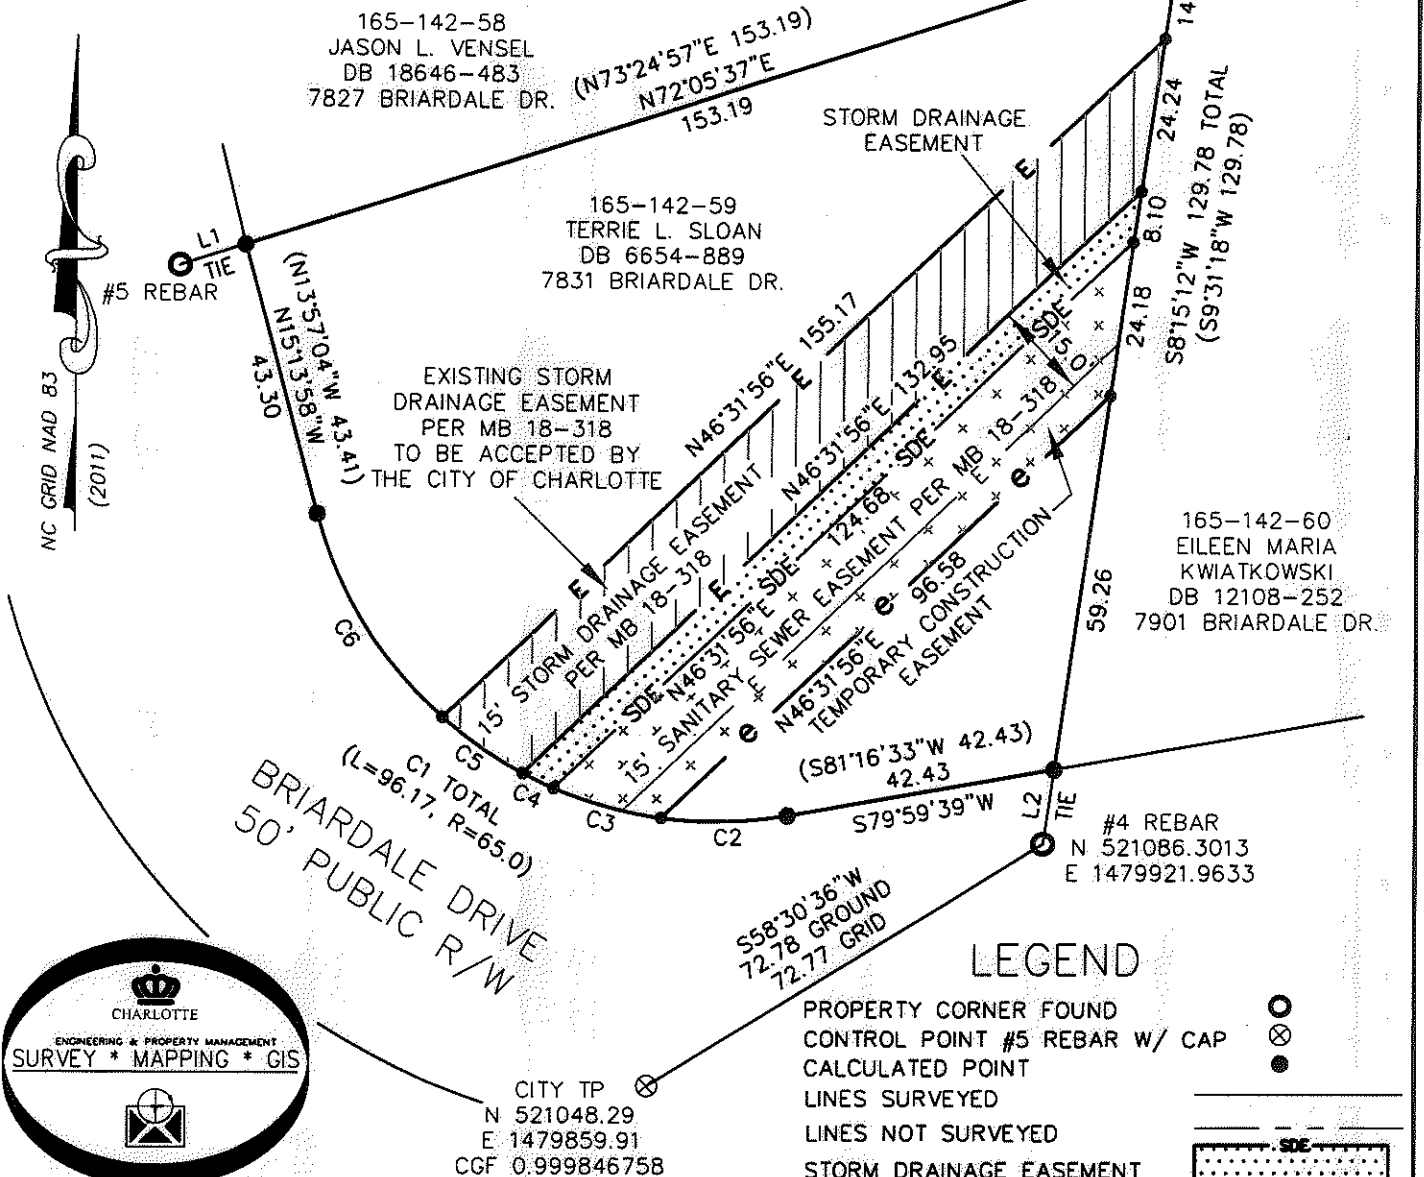 165-142-58
JASON L. VENSEL
DB 18646-483
7827 BRIARDALE DR.
(N73°24'57"E 153.19)
N72°05'37"E
153.19
14
24.24
S8°15'12"W 129.78 TOTAL
(S9°31'18"W 129.78)
STORM DRAINAGE
EASEMENT
8.10
24.18
165-142-59
TERRIE L. SLOAN
DB 6654-889
7831 BRIARDALE DR.
L1
TIE
#5 REBAR
(N13°57'04"W 43.41)
N15°13'58"W
43.30
NC GRID NAD 83
(2011)
EXISTING STORM
DRAINAGE EASEMENT
PER MB 18-318
TO BE ACCEPTED BY
THE CITY OF CHARLOTTE
N46°31'56"E 155.17
E
E
E
15' STORM DRAINAGE EASEMENT
PER MB 18-318
N46°31'56"E 132.95
E
E
SDE
SDE
SDE
SDE
N46°31'56"E 124.68
15.0'
15' SANITARY SEWER EASEMENT PER MB 18-318
E
E
N46°31'56"E 96.58
e
e
e
TEMPORARY CONSTRUCTION
EASEMENT
165-142-60
EILEEN MARIA
KWIATKOWSKI
DB 12108-252
7901 BRIARDALE DR.
59.26
C6
C5
C4
C3
C2
C1 TOTAL
(L=96.17, R=65.0)
(S81°16'33"W 42.43)
42.43
S79°59'39"W
L2
TIE
#4 REBAR
N 521086.3013
E 1479921.9633
BRIARDALE DRIVE
50' PUBLIC R/W
S58°30'36"W
72.78 GROUND
72.77 GRID
CHARLOTTE
ENGINEERING & PROPERTY MANAGEMENT
SURVEY * MAPPING * GIS
CITY TP
N 521048.29
E 1479859.91
CGF 0.999846758
LEGEND
PROPERTY CORNER FOUND
CONTROL POINT #5 REBAR W/ CAP
CALCULATED POINT
LINES SURVEYED
LINES NOT SURVEYED
STORM DRAINAGE EASEMENT
SDE